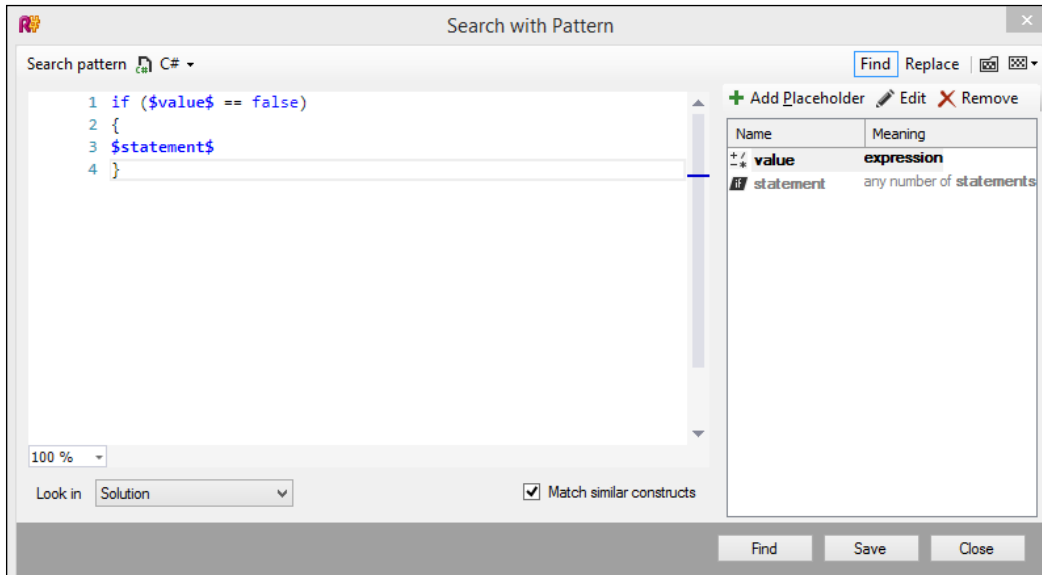 R#
Search with Pattern
Search pattern C#
Find Replace
1 if ($value$ == false)
2 {
3 $statement$
4 }
Add Placeholder Edit Remove
Name Meaning
value expression
statement any number of statements
100 %
Look in Solution
Match similar constructs
Find Save Close